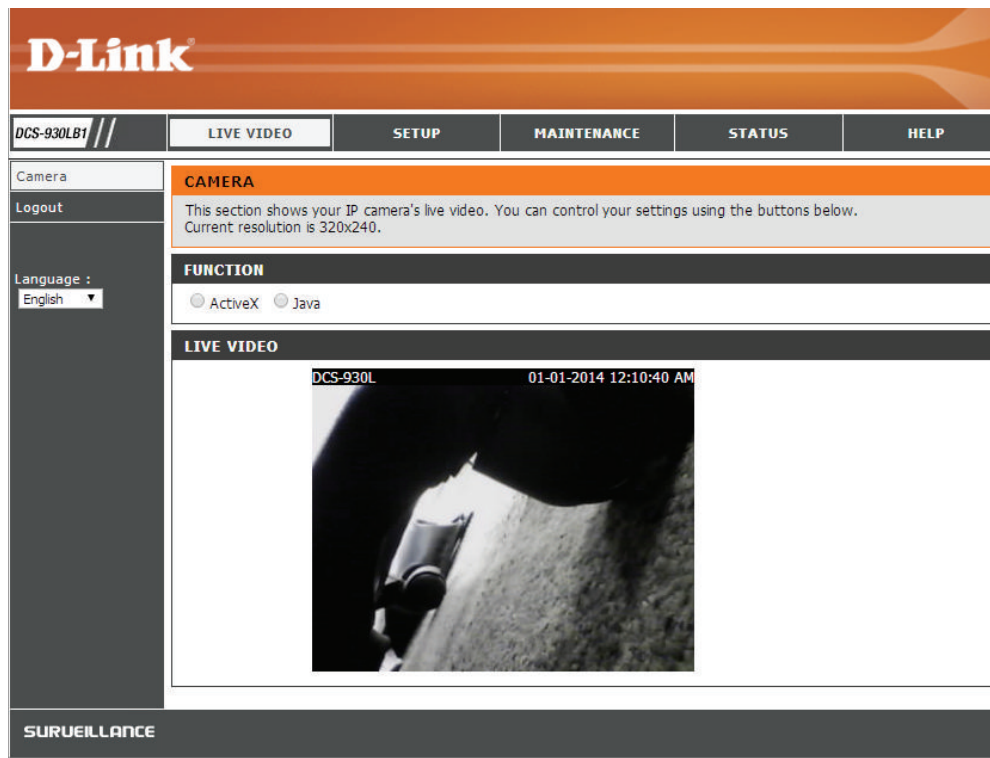 D-Link
DCS-930LB1 LIVE VIDEO SETUP MAINTENANCE STATUS HELP
Camera
Logout
Language :
English
CAMERA
This section shows your IP camera's live video. You can control your settings using the buttons below.
Current resolution is 320x240.
FUNCTION
ActiveX Java
LIVE VIDEO
DCS-930L 01-01-2014 12:10:40 AM
SURVEILLANCE